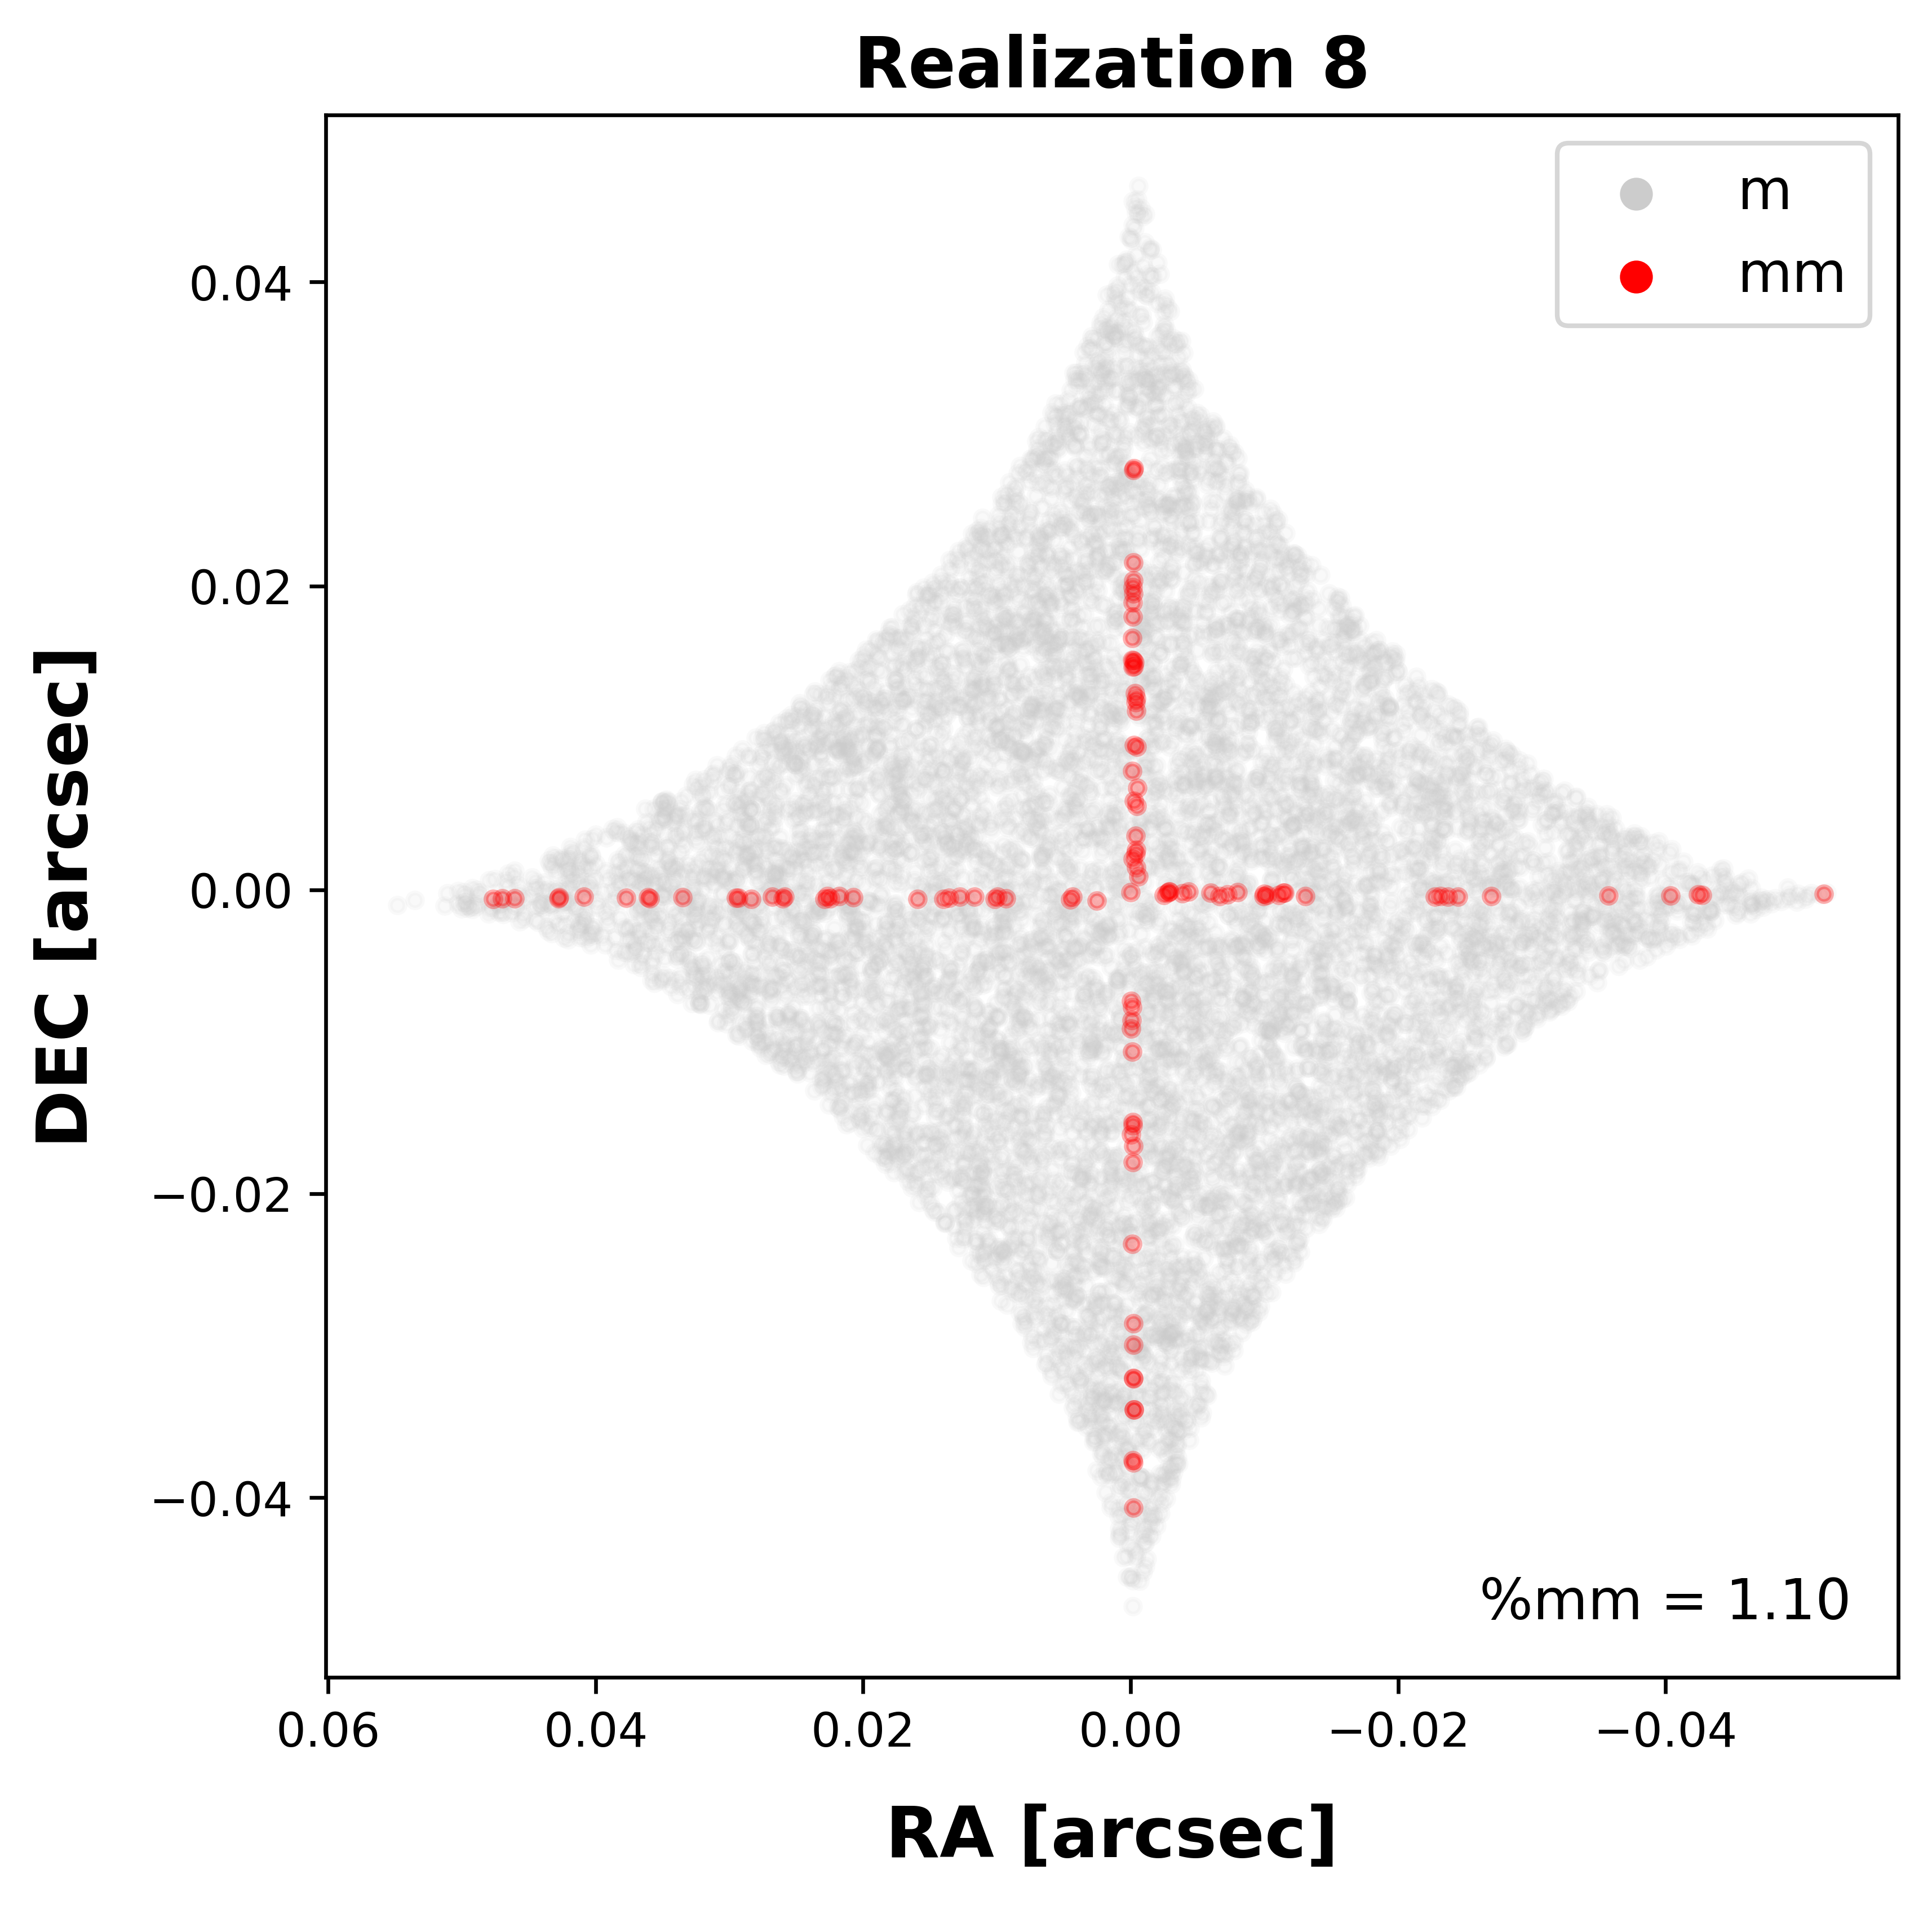 Realization 8
m
mm
0.04
0.02
0.00
−0.02
−0.04
DEC [arcsec]
%mm = 1.10
0.06 0.04 0.02 0.00 −0.02 −0.04
RA [arcsec]